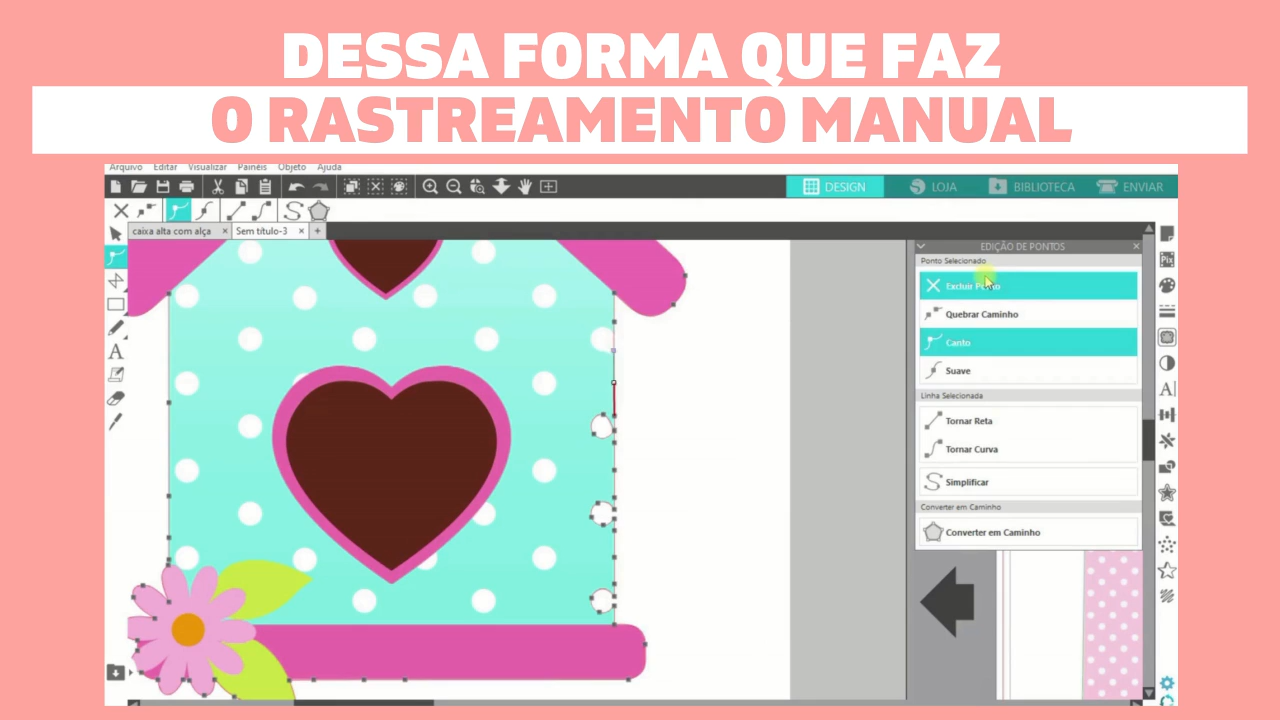 DESSA FORMA QUE FAZ
O RASTREAMENTO MANUAL
Arquivo Editar Visualizar Painéis Objeto Ajuda
DESIGN LOJA BIBLIOTECA ENVIAR
caixa alta com alça × Sem título-3 × +
EDIÇÃO DE PONTOS
Ponto Selecionado
Excluir Ponto
Quebrar Caminho
Canto
Suave
Linha Selecionada
Tornar Reta
Tornar Curva
Simplificar
Converter em Caminho
Converter em Caminho